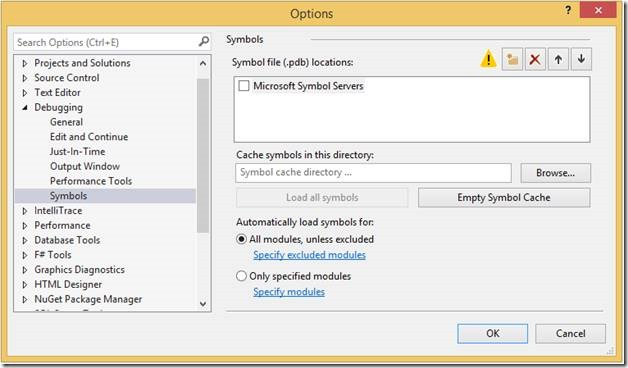 Options
?
Search Options (Ctrl+E)
Projects and Solutions
Source Control
Text Editor
Debugging
General
Edit and Continue
Just-In-Time
Output Window
Performance Tools
Symbols
IntelliTrace
Performance
Database Tools
F# Tools
Graphics Diagnostics
HTML Designer
NuGet Package Manager
Symbols
Symbol file (.pdb) locations:
Microsoft Symbol Servers
Cache symbols in this directory:
Symbol cache directory ...
Browse...
Load all symbols
Empty Symbol Cache
Automatically load symbols for:
All modules, unless excluded
Specify excluded modules
Only specified modules
Specify modules
OK
Cancel